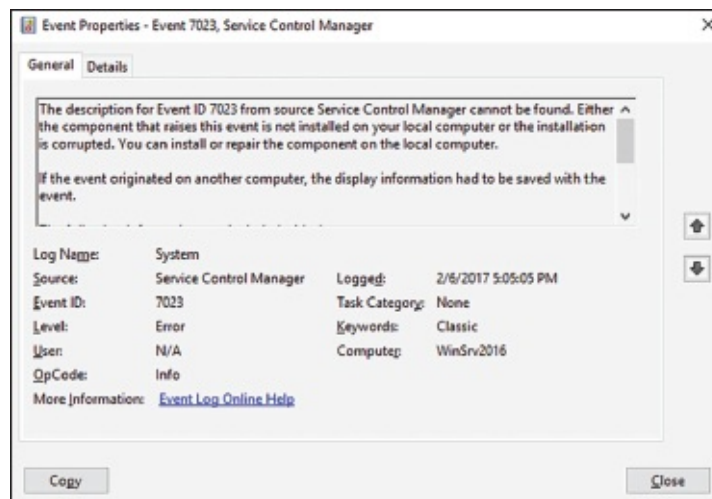 Event Properties - Event 7023, Service Control Manager
General Details
The description for Event ID 7023 from source Service Control Manager cannot be found. Either
the component that raises this event is not installed on your local computer or the installation
is corrupted. You can install or repair the component on the local computer.
If the event originated on another computer, the display information had to be saved with the
event.
Log Name: System
Source: Service Control Manager Logged: 2/6/2017 5:05:05 PM
Event ID: 7023 Task Category: None
Level: Error Keywords: Classic
User: N/A Computer: WinSrv2016
OpCode: Info
More Information: Event Log Online Help
Copy Close